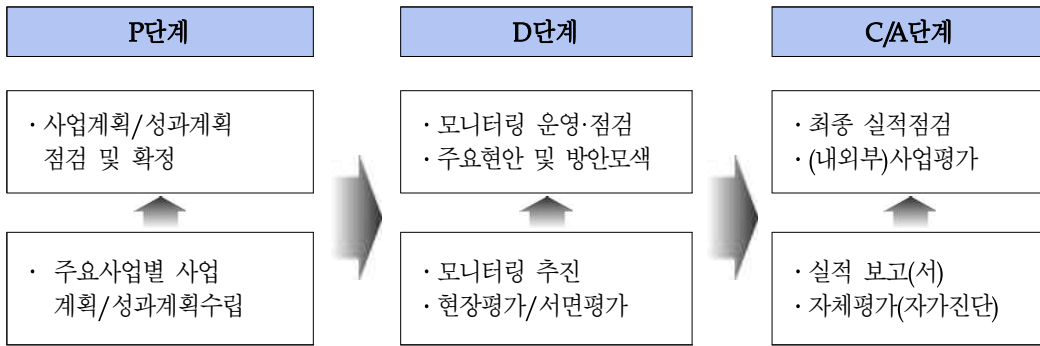 P단계
D단계
C/A단계
· 사업계획/성과계획
점검 및 확정
· 모니터링 운영·점검
· 주요현안 및 방안모색
· 최종 실적점검
· (내외부)사업평가
· 주요사업별 사업
계획/성과계획수립
· 모니터링 추진
· 현장평가/서면평가
· 실적 보고(서)
· 자체평가(자가진단)